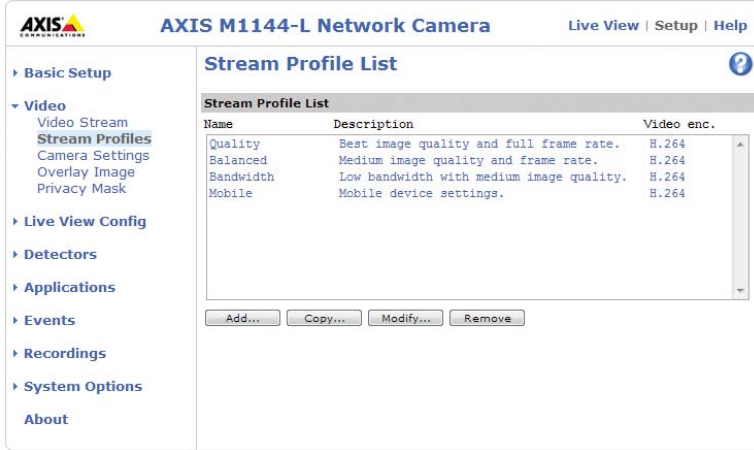 AXIS
COMMUNICATIONS
AXIS M1144-L Network Camera
Live View | Setup | Help
Basic Setup
Video
Video Stream
Stream Profiles
Camera Settings
Overlay Image
Privacy Mask
Live View Config
Detectors
Applications
Events
Recordings
System Options
About
Stream Profile List
?
Stream Profile List
Name Description Video enc.
Quality Best image quality and full frame rate. H.264
Balanced Medium image quality and frame rate. H.264
Bandwidth Low bandwidth with medium image quality. H.264
Mobile Mobile device settings. H.264
Add... Copy... Modify... Remove